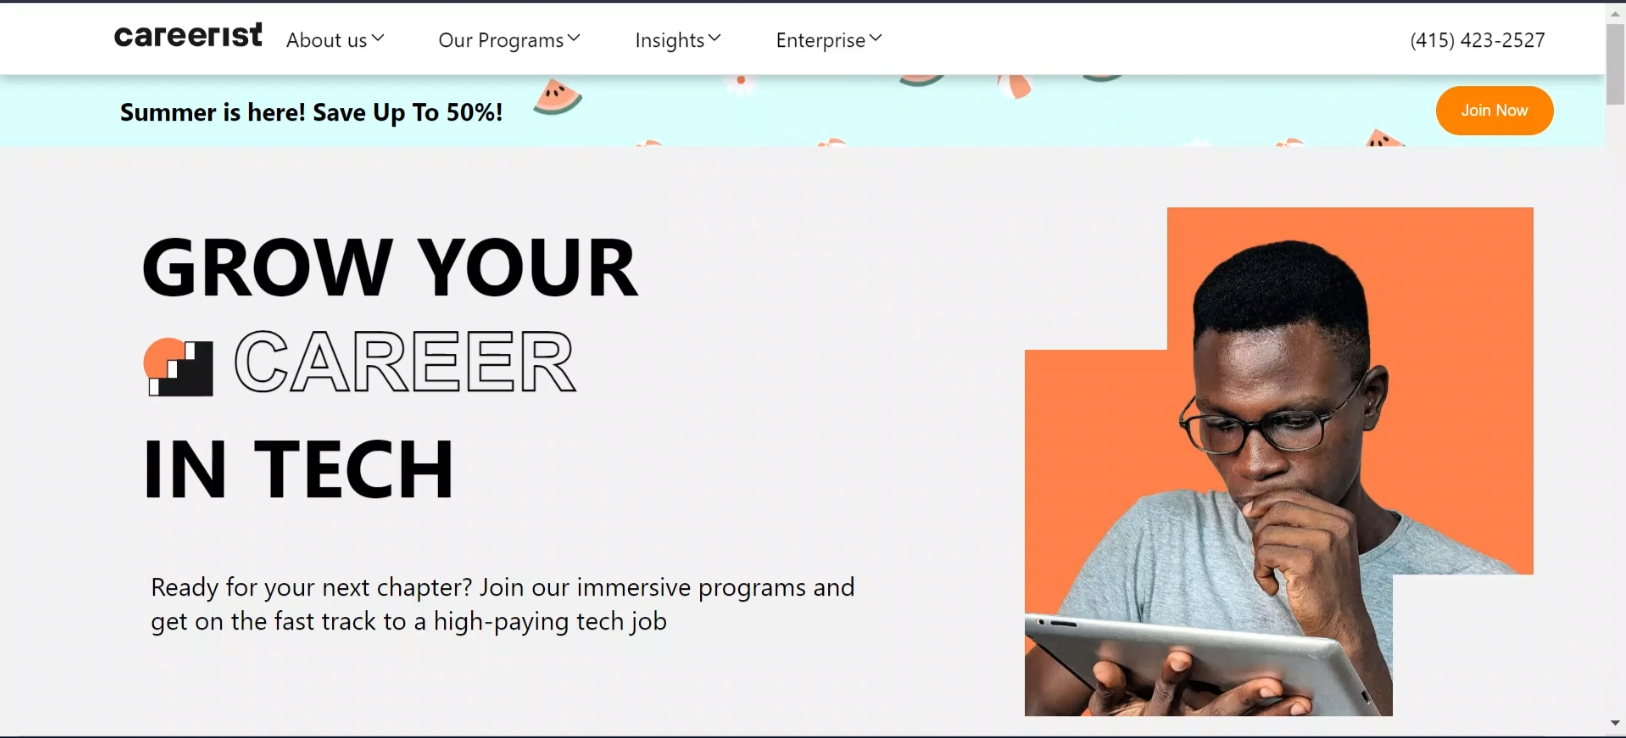 careerist About us Our Programs Insights Enterprise (415) 423-2527
Summer is here! Save Up To 50%! Join Now
GROW YOUR
CAREER
IN TECH
Ready for your next chapter? Join our immersive programs and
get on the fast track to a high-paying tech job